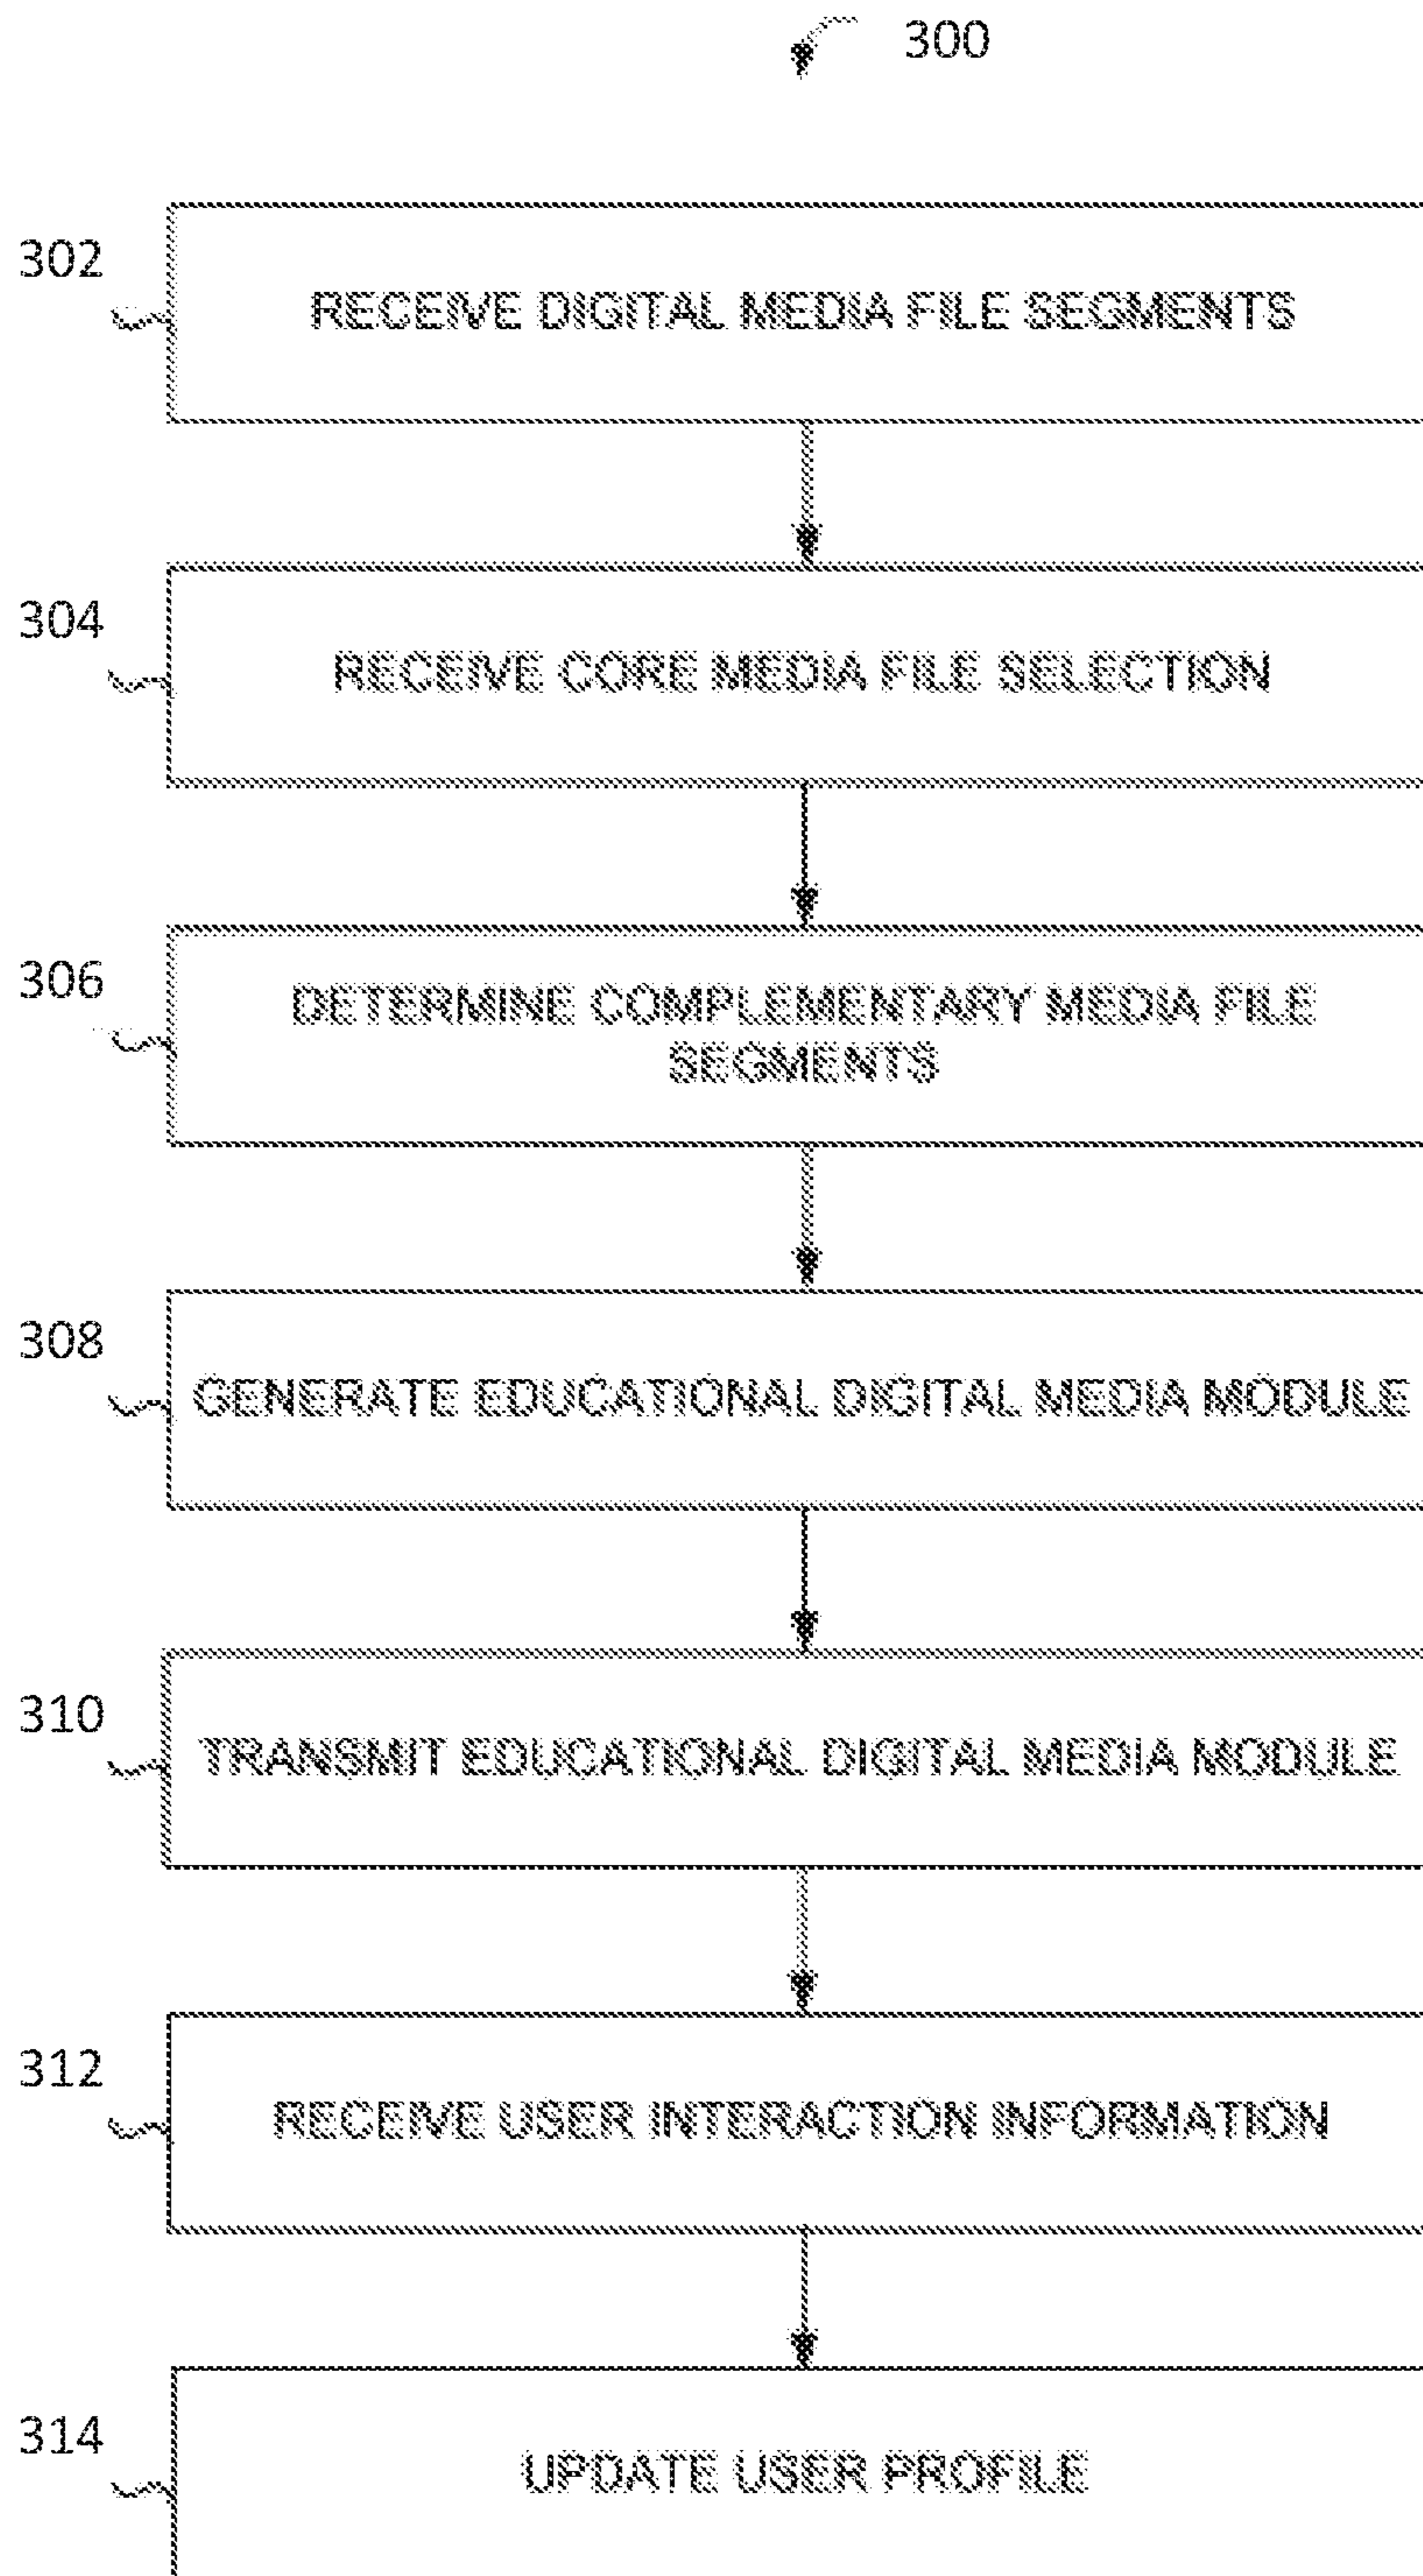 300
302
RECEIVE DIGITAL MEDIA FILE SEGMENTS
304
RECEIVE CORE MEDIA FILE SELECTION
306
DETERMINE COMPLEMENTARY MEDIA FILE
SEGMENTS
308
GENERATE EDUCATIONAL DIGITAL MEDIA MODULE
310
TRANSMIT EDUCATIONAL DIGITAL MEDIA MODULE
312
RECEIVE USER INTERACTION INFORMATION
314
UPDATE USER PROFILE